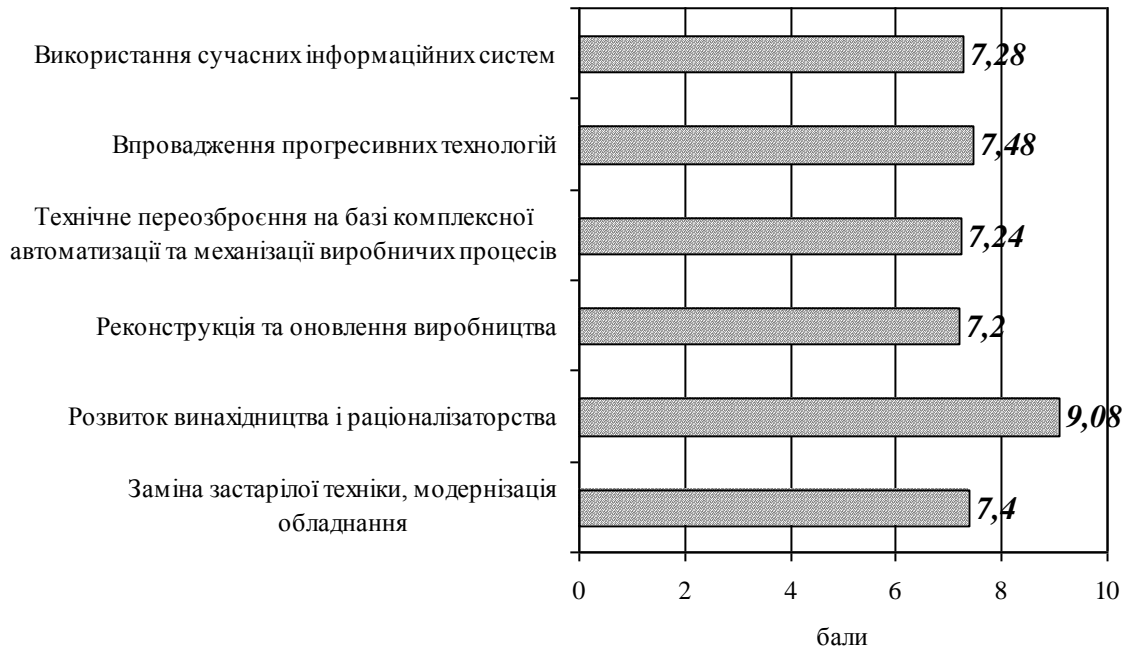 Використання сучасних інформаційних систем
7,28
Впровадження прогресивних технологій
7,48
Технічне переозброєння на базі комплексної
автоматизації та механізації виробничих процесів
7,24
Реконструкція та оновлення виробництва
7,2
Розвиток винахідництва і раціоналізаторства
9,08
Заміна застарілої техніки, модернізація
обладнання
7,4
0 2 4 6 8 10
бали